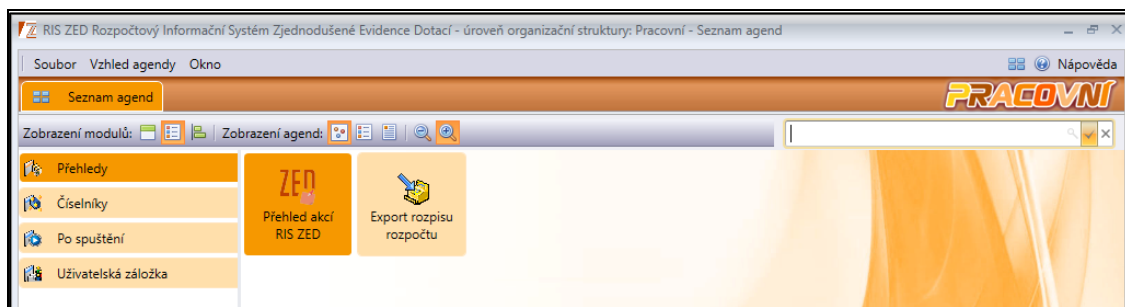 RIS ZED Rozpočtový Informační Systém Zjednodušené Evidence Dotací - úroveň organizační struktury: Pracovní - Seznam agend
Soubor Vzhled agendy Okno Nápověda
Seznam agend PRACOVNÍ
Zobrazení modulů: Zobrazení agend:
Přehledy
Číselníky
Po spuštění
Uživatelská záložka
ZED
Přehled akcí
RIS ZED
Export rozpisu
rozpočtu